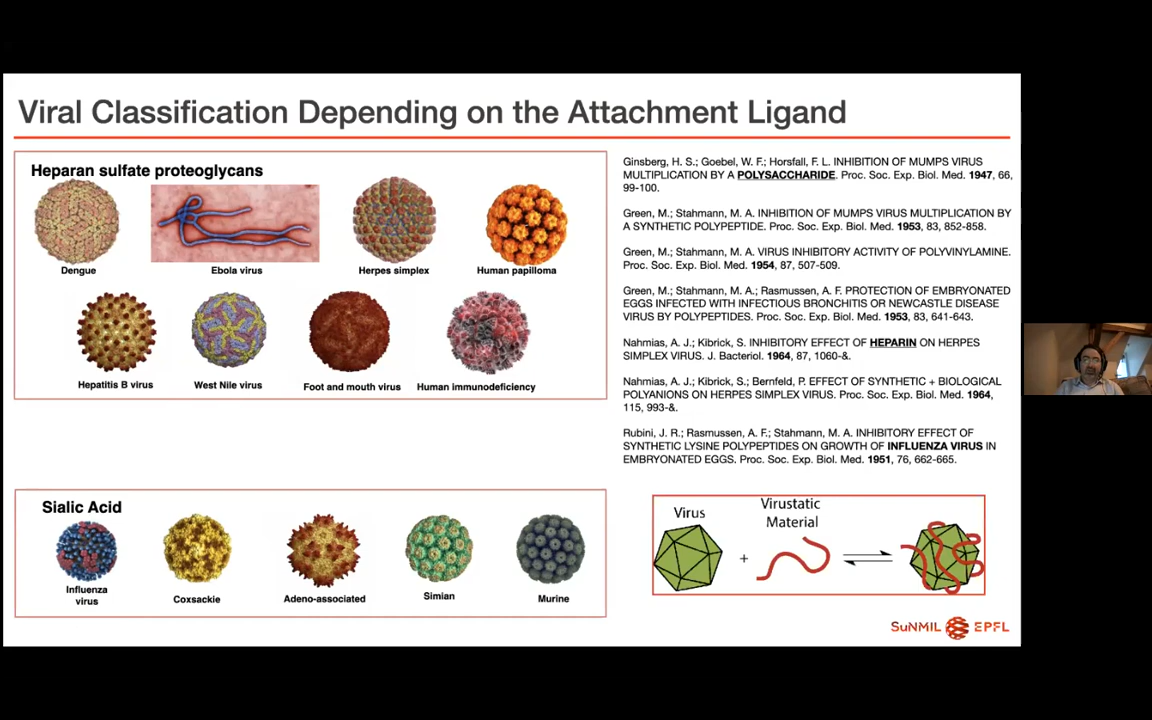 Viral Classification Depending on the Attachment Ligand
Heparan sulfate proteoglycans
Dengue
Ebola virus
Herpes simplex
Human papilloma
Hepatitis B virus
West Nile virus
Foot and mouth virus
Human immunodeficiency
Sialic Acid
Influenza
virus
Coxsackie
Adeno-associated
Simian
Murine
Ginsberg, H. S.; Goebel, W. F.; Horsfall, F. L. INHIBITION OF MUMPS VIRUS
MULTIPLICATION BY A POLYSACCHARIDE. Proc. Soc. Exp. Biol. Med. 1947, 66,
99-100.
Green, M.; Stahmann, M. A. INHIBITION OF MUMPS VIRUS MULTIPLICATION BY
A SYNTHETIC POLYPEPTIDE. Proc. Soc. Exp. Biol. Med. 1953, 83, 852-858.
Green, M.; Stahmann, M. A. VIRUS INHIBITORY ACTIVITY OF POLYVINYLAMINE.
Proc. Soc. Exp. Biol. Med. 1954, 87, 507-509.
Green, M.; Stahmann, M. A.; Rasmussen, A. F. PROTECTION OF EMBRYONATED
EGGS INFECTED WITH INFECTIOUS BRONCHITIS OR NEWCASTLE DISEASE
VIRUS BY POLYPEPTIDES. Proc. Soc. Exp. Biol. Med. 1953, 83, 641-643.
Nahmias, A. J.; Kibrick, S. INHIBITORY EFFECT OF HEPARIN ON HERPES
SIMPLEX VIRUS. J. Bacteriol. 1964, 87, 1060-&.
Nahmias, A. J.; Kibrick, S.; Bernfeld, P. EFFECT OF SYNTHETIC + BIOLOGICAL
POLYANIONS ON HERPES SIMPLEX VIRUS. Proc. Soc. Exp. Biol. Med. 1964,
115, 993-&.
Rubini, J. R.; Rasmussen, A. F.; Stahmann, M. A. INHIBITORY EFFECT OF
SYNTHETIC LYSINE POLYPEPTIDES ON GROWTH OF INFLUENZA VIRUS IN
EMBRYONATED EGGS. Proc. Soc. Exp. Biol. Med. 1951, 76, 662-665.
Virus
+
Virustatic
Material
SuNMIL EPFL